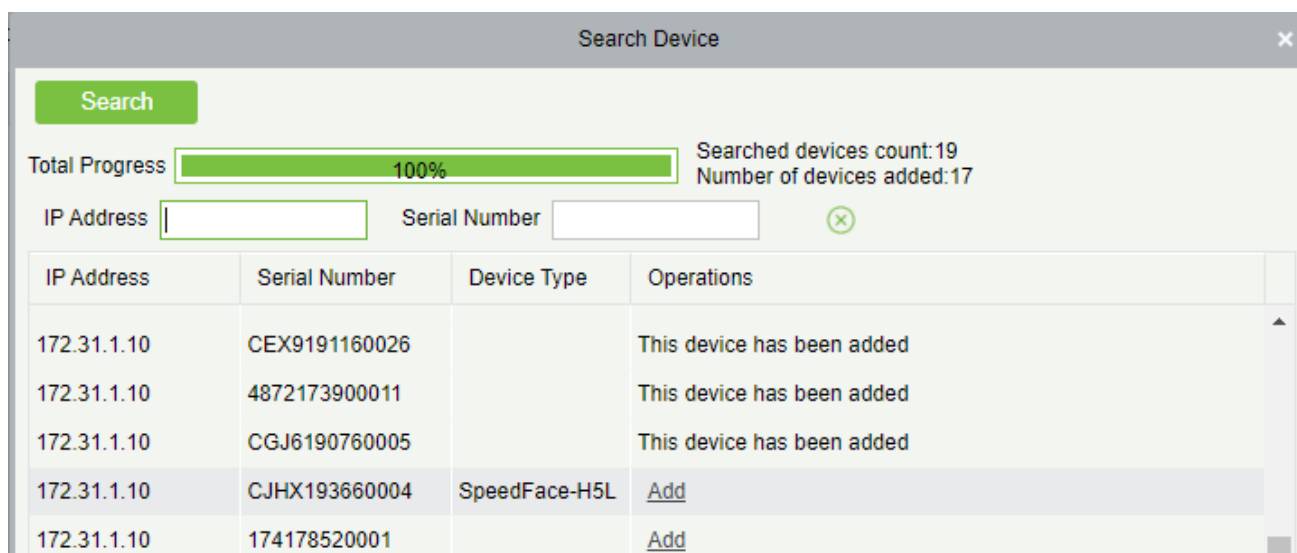 Search Device
Search
Total Progress 100% Searched devices count:19
Number of devices added:17
IP Address Serial Number
IP Address Serial Number Device Type Operations
172.31.1.10 CEX9191160026 This device has been added
172.31.1.10 4872173900011 This device has been added
172.31.1.10 CGJ6190760005 This device has been added
172.31.1.10 CJHX193660004 SpeedFace-H5L Add
172.31.1.10 174178520001 Add